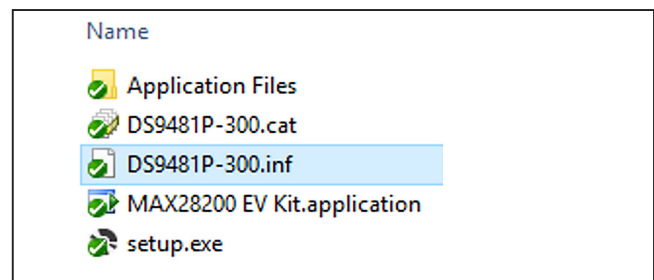 Name
Application Files
DS9481P-300.cat
DS9481P-300.inf
MAX28200 EV Kit.application
setup.exe